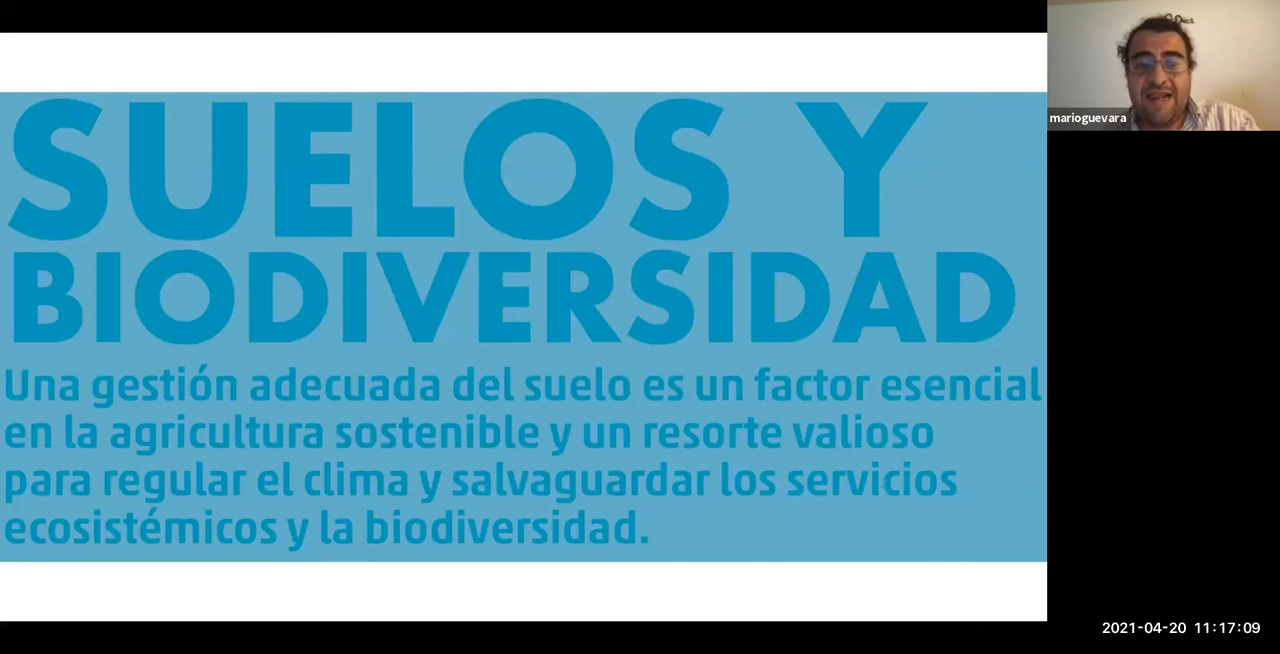 SUELOS Y
BIODIVERSIDAD
Una gestión adecuada del suelo es un factor esencial
en la agricultura sostenible y un resorte valioso
para regular el clima y salvaguardar los servicios
ecosistémicos y la biodiversidad.
marioguevara
2021-04-20 11:17:09